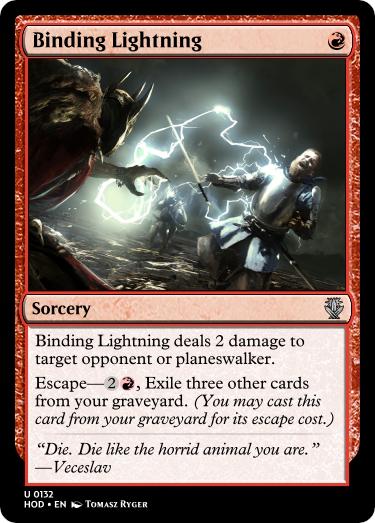 Binding Lightning
Sorcery
Binding Lightning deals 2 damage to
target opponent or planeswalker.
Escape—2 R, Exile three other cards
from your graveyard. (You may cast this
card from your graveyard for its escape cost.)
“Die. Die like the horrid animal you are.”
—Veceslav
U 0132
HOD • EN Tomasz Ryger